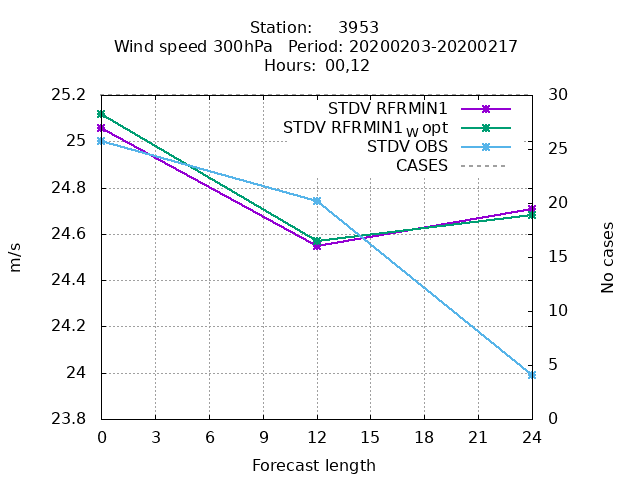 Station:     3953
Wind speed 300hPa   Period: 20200203-20200217
Hours: 00,12
25.2
25
24.8
24.6
24.4
24.2
24
23.8
m/s
STDV RFRMIN1
STDV RFRMIN1w opt
STDV OBS
CASES
30
25
20
15
10
5
0
No cases
0 3 6 9 12 15 18 21 24
Forecast length